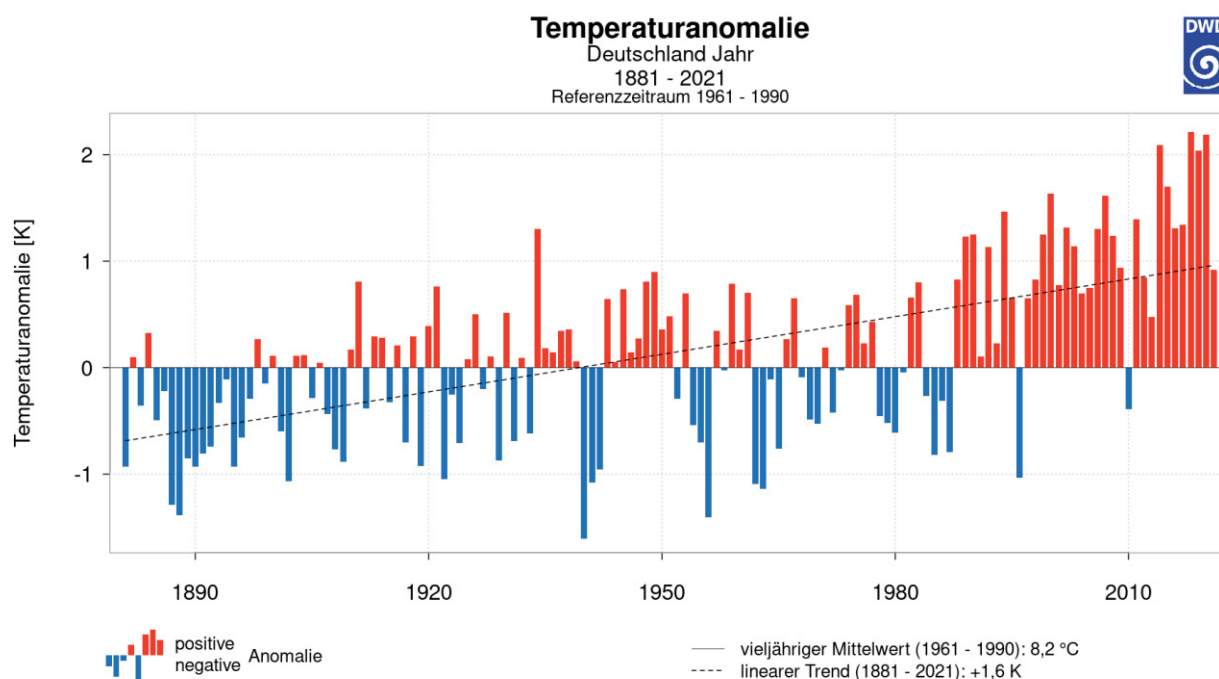 Temperaturanomalie
Deutschland Jahr
1881 - 2021
Referenzzeitraum 1961 - 1990
DWD
Temperaturanomalie [K]
2
1
0
-1
1890
1920
1950
1980
2010
positive
negative
Anomalie
vieljähriger Mittelwert (1961 - 1990): 8,2 °C
linearer Trend (1881 - 2021): +1,6 K